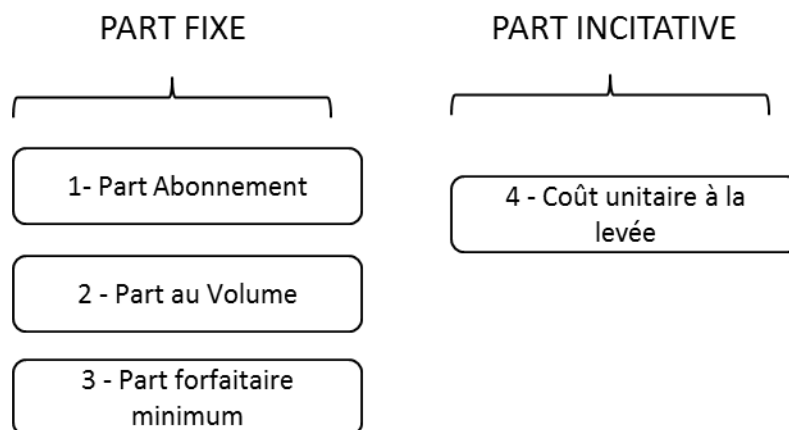 PART FIXE
1- Part Abonnement
2 - Part au Volume
3 - Part forfaitaire
minimum
PART INCITATIVE
4 - Coût unitaire à la
levée